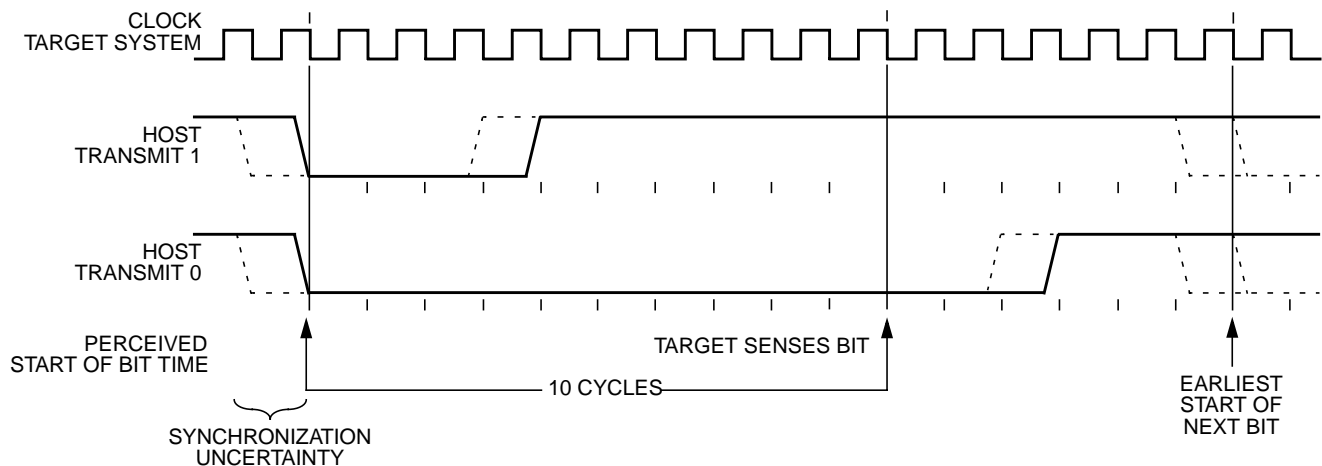 CLOCK
TARGET SYSTEM
HOST
TRANSMIT 1
HOST
TRANSMIT 0
PERCEIVED
START OF BIT TIME
TARGET SENSES BIT
10 CYCLES
EARLIEST
START OF
NEXT BIT
SYNCHRONIZATION
UNCERTAINTY